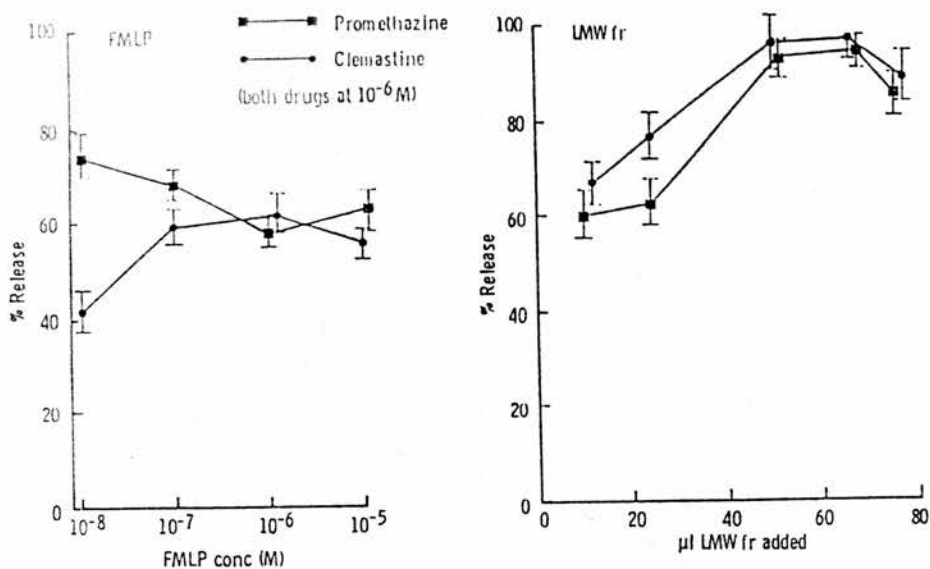 FMLP
Promethazine
Clemastine
(both drugs at 10⁻⁶M)
100
80
60
40
20
0
% Release
10⁻⁸ 10⁻⁷ 10⁻⁶ 10⁻⁵
FMLP conc (M)
LMW fr
100
80
60
40
20
0
% Release
0 20 40 60 80
µl LMW fr added